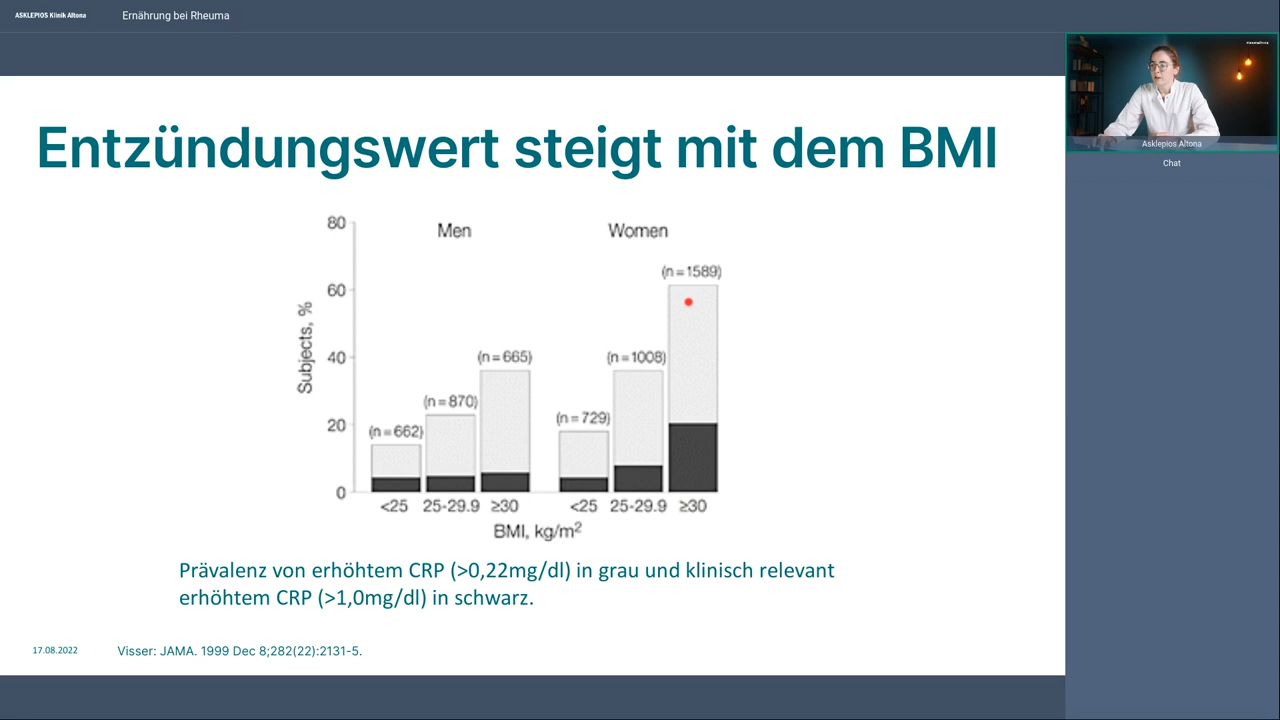 ASKLEPIOS Klinik Altona
Ernährung bei Rheuma
Asklepios Altona
Chat
Entzündungswert steigt mit dem BMI
80
60
40
20
0
Subjects, %
Men
Women
(n=662)
(n=870)
(n=665)
(n=729)
(n=1008)
(n=1589)
<25 25-29.9 ≥30 <25 25-29.9 ≥30
BMI, kg/m²
Prävalenz von erhöhtem CRP (>0,22mg/dl) in grau und klinisch relevant
erhöhtem CRP (>1,0mg/dl) in schwarz.
17.08.2022
Visser: JAMA. 1999 Dec 8;282(22):2131-5.